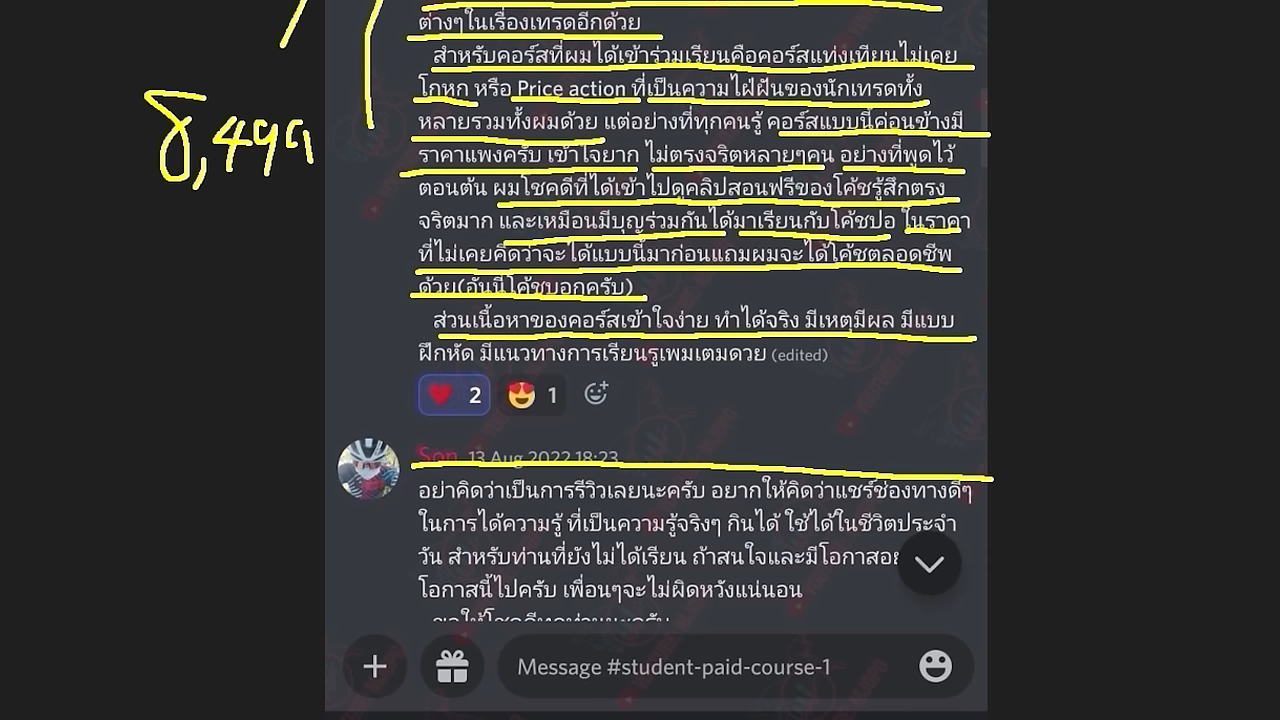 ต่างๆในเรื่องเทรดอีกด้วย
สำหรับคอร์สที่ผมได้เข้าร่วมเรียนคือคอร์สแท่งเทียนไม่เคย
โกหก หรือ Price action ที่เป็นความไฝ่ฝันของนักเทรดทั้ง
หลายรวมทั้งผมด้วย แต่อย่างที่ทุกคนรู้ คอร์สแบบนี้ค่อนข้างมี
8,499
ราคาแพงครับ เข้าใจยาก ไม่ตรงจริตหลายๆคน อย่างที่พูดไว้
ตอนต้น ผมโชคดีที่ได้เข้าไปดูคลิปสอนฟรีของโค้ชรู้สึกตรง
จริตมาก และเหมือนมีบุญร่วมกันได้มาเรียนกับโค้ชปอ ในราคา
ที่ไม่เคยคิดว่าจะได้แบบนี้มาก่อนแถมผมจะได้โค้ชตลอดชีพ
ด้วย(อันนี้โค้ชบอกครับ)
ส่วนเนื้อหาของคอร์สเข้าใจง่าย ทำได้จริง มีเหตุมีผล มีแบบ
ฝึกหัด มีแนวทางการเรียนรู้เพิ่มเติมด้วย (edited)
2 1
Son 13 Aug 2022 18:23
อย่าคิดว่าเป็นการรีวิวเลยนะครับ อยากให้คิดว่าแชร์ช่องทางดีๆ
ในการได้ความรู้ ที่เป็นความรู้จริงๆ กินได้ ใช้ได้ในชีวิตประจำ
วัน สำหรับท่านที่ยังไม่ได้เรียน ถ้าสนใจและมีโอกาส
โอกาสนี้ไปครับ เพื่อนๆจะไม่ผิดหวังแน่นอน
Message #student-paid-course-1